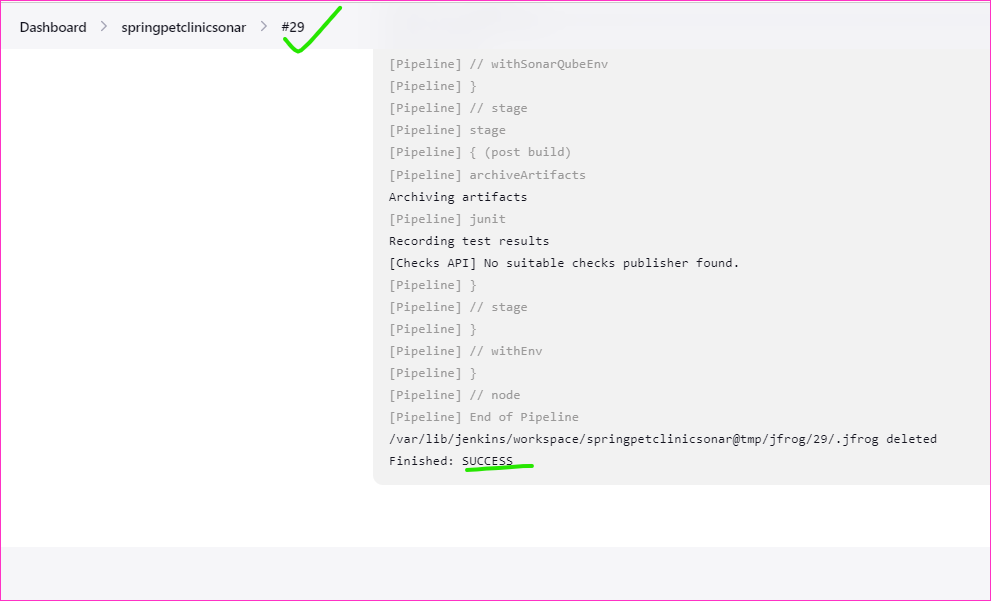 Dashboard > springpetclinicsonar > #29
[Pipeline] // withSonarQubeEnv
[Pipeline] }
[Pipeline] // stage
[Pipeline] stage
[Pipeline] { (post build)
[Pipeline] archiveArtifacts
Archiving artifacts
[Pipeline] junit
Recording test results
[Checks API] No suitable checks publisher found.
[Pipeline] }
[Pipeline] // stage
[Pipeline] }
[Pipeline] // withEnv
[Pipeline] }
[Pipeline] // node
[Pipeline] End of Pipeline
/var/lib/jenkins/workspace/springpetclinicsonar@tmp/jfrog/29/.jfrog deleted
Finished: SUCCESS